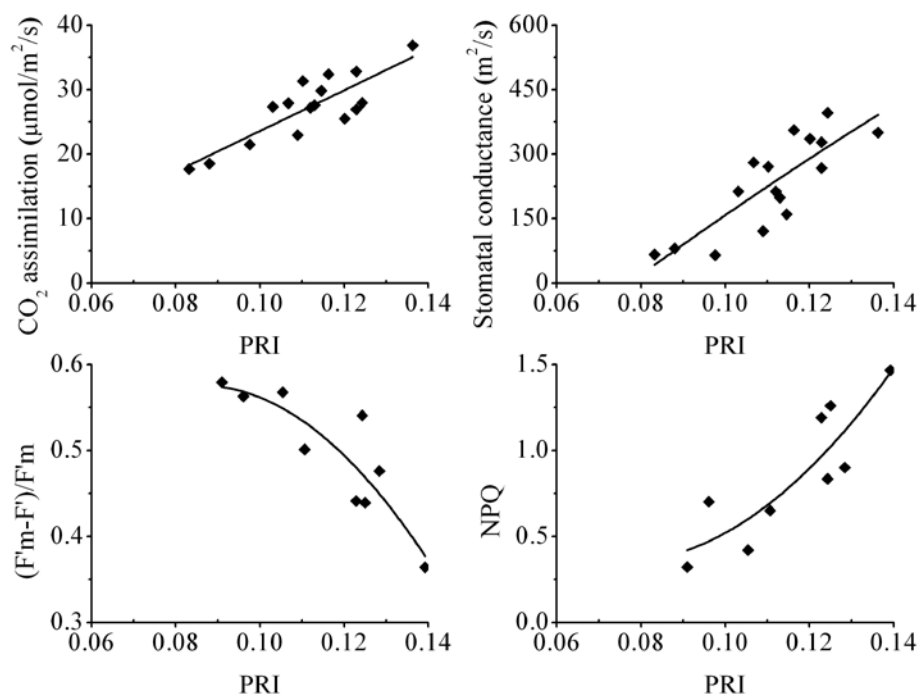 CO₂ assimilation (µmol/m²/s)
40
30
20
10
0
0.06 0.08 0.10 0.12 0.14
PRI
Stomatal conductance (m²/s)
600
450
300
150
0
0.06 0.08 0.10 0.12 0.14
PRI
(F'm-F')/F'm
0.6
0.5
0.4
0.3
0.06 0.08 0.10 0.12 0.14
PRI
NPQ
1.5
1.0
0.5
0.0
0.06 0.08 0.10 0.12 0.14
PRI